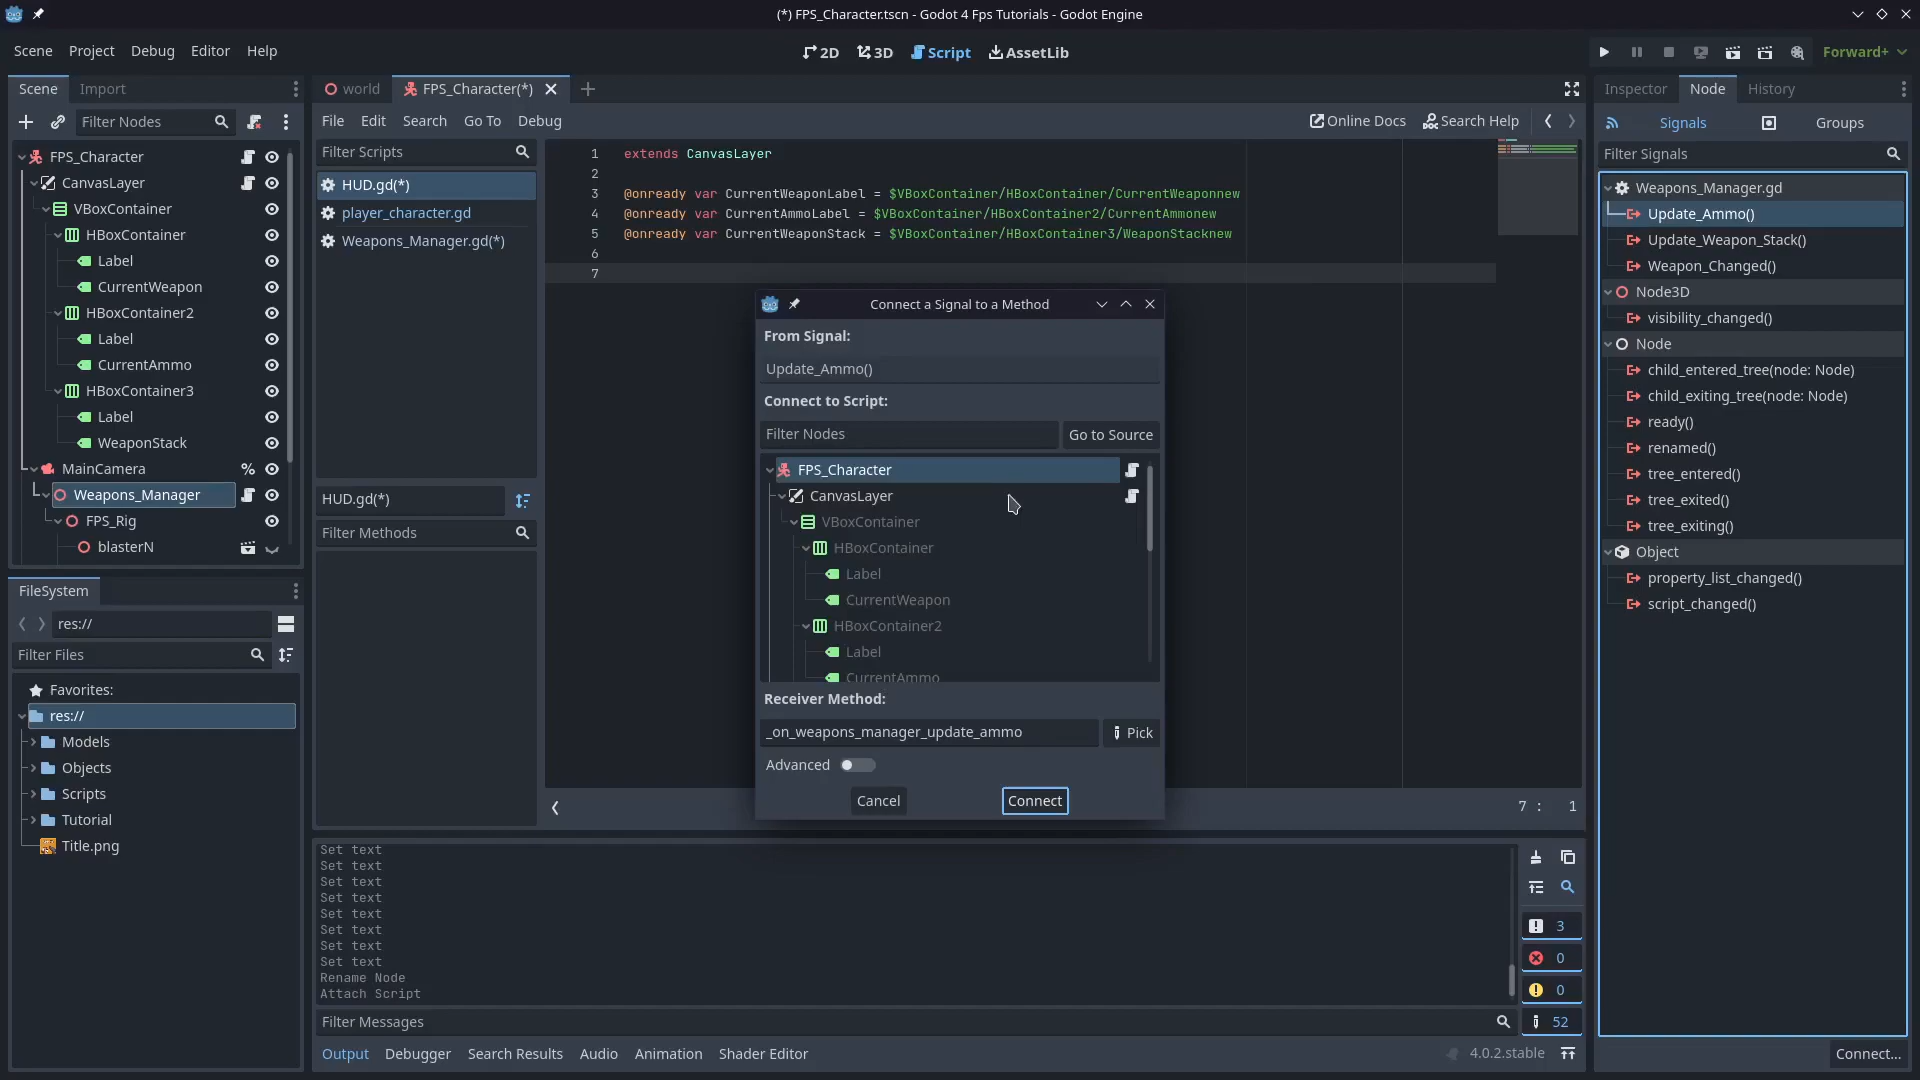 (*) FPS_Character.tscn - Godot 4 Fps Tutorials - Godot Engine
Scene Project Debug Editor Help
2D 3D Script AssetLib
Forward+
Scene Import
Filter Nodes
FPS_Character
CanvasLayer
VBoxContainer
HBoxContainer
Label
CurrentWeapon
HBoxContainer2
Label
CurrentAmmo
HBoxContainer3
Label
WeaponStack
MainCamera
Weapons_Manager
FPS_Rig
blasterN
FileSystem
res://
Filter Files
Favorites:
res://
Models
Objects
Scripts
Tutorial
Title.png
world FPS_Character(*)
File Edit Search Go To Debug
Online Docs Search Help
Filter Scripts
HUD.gd(*)
player_character.gd
Weapons_Manager.gd(*)
HUD.gd(*)
Filter Methods
1 extends CanvasLayer
2
3 @onready var CurrentWeaponLabel = $VBoxContainer/HBoxContainer/CurrentWeaponnew
4 @onready var CurrentAmmoLabel = $VBoxContainer/HBoxContainer2/CurrentAmmonew
5 @onready var CurrentWeaponStack = $VBoxContainer/HBoxContainer3/WeaponStacknew
6
7
Connect a Signal to a Method
From Signal:
Update_Ammo()
Connect to Script:
Filter Nodes Go to Source
FPS_Character
CanvasLayer
VBoxContainer
HBoxContainer
Label
CurrentWeapon
HBoxContainer2
Label
CurrentAmmo
Receiver Method:
_on_weapons_manager_update_ammo Pick
Advanced
Cancel Connect
7 : 1
Set text
Set text
Set text
Set text
Set text
Set text
Set text
Set text
Rename Node
Attach Script
Filter Messages
3
0
0
52
Output Debugger Search Results Audio Animation Shader Editor
4.0.2.stable
Inspector Node History
Signals Groups
Filter Signals
Weapons_Manager.gd
Update_Ammo()
Update_Weapon_Stack()
Weapon_Changed()
Node3D
visibility_changed()
Node
child_entered_tree(node: Node)
child_exiting_tree(node: Node)
ready()
renamed()
tree_entered()
tree_exited()
tree_exiting()
Object
property_list_changed()
script_changed()
Connect...